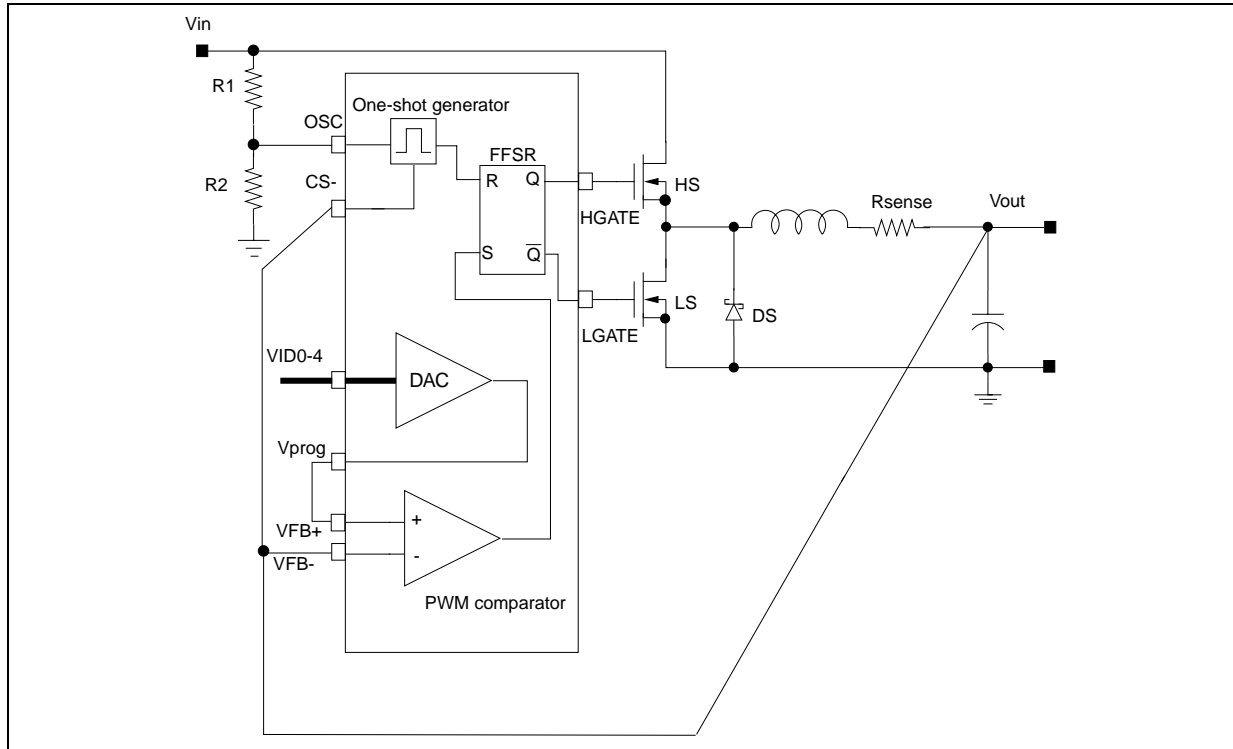 Vin
R1
One-shot generator
OSC
FFSR
R Q
HS
R2
CS-
HGATE
Rsense
Vout
S Q
LS
DS
LGATE
VID0-4
DAC
Vprog
VFB+
+
VFB-
-
PWM comparator